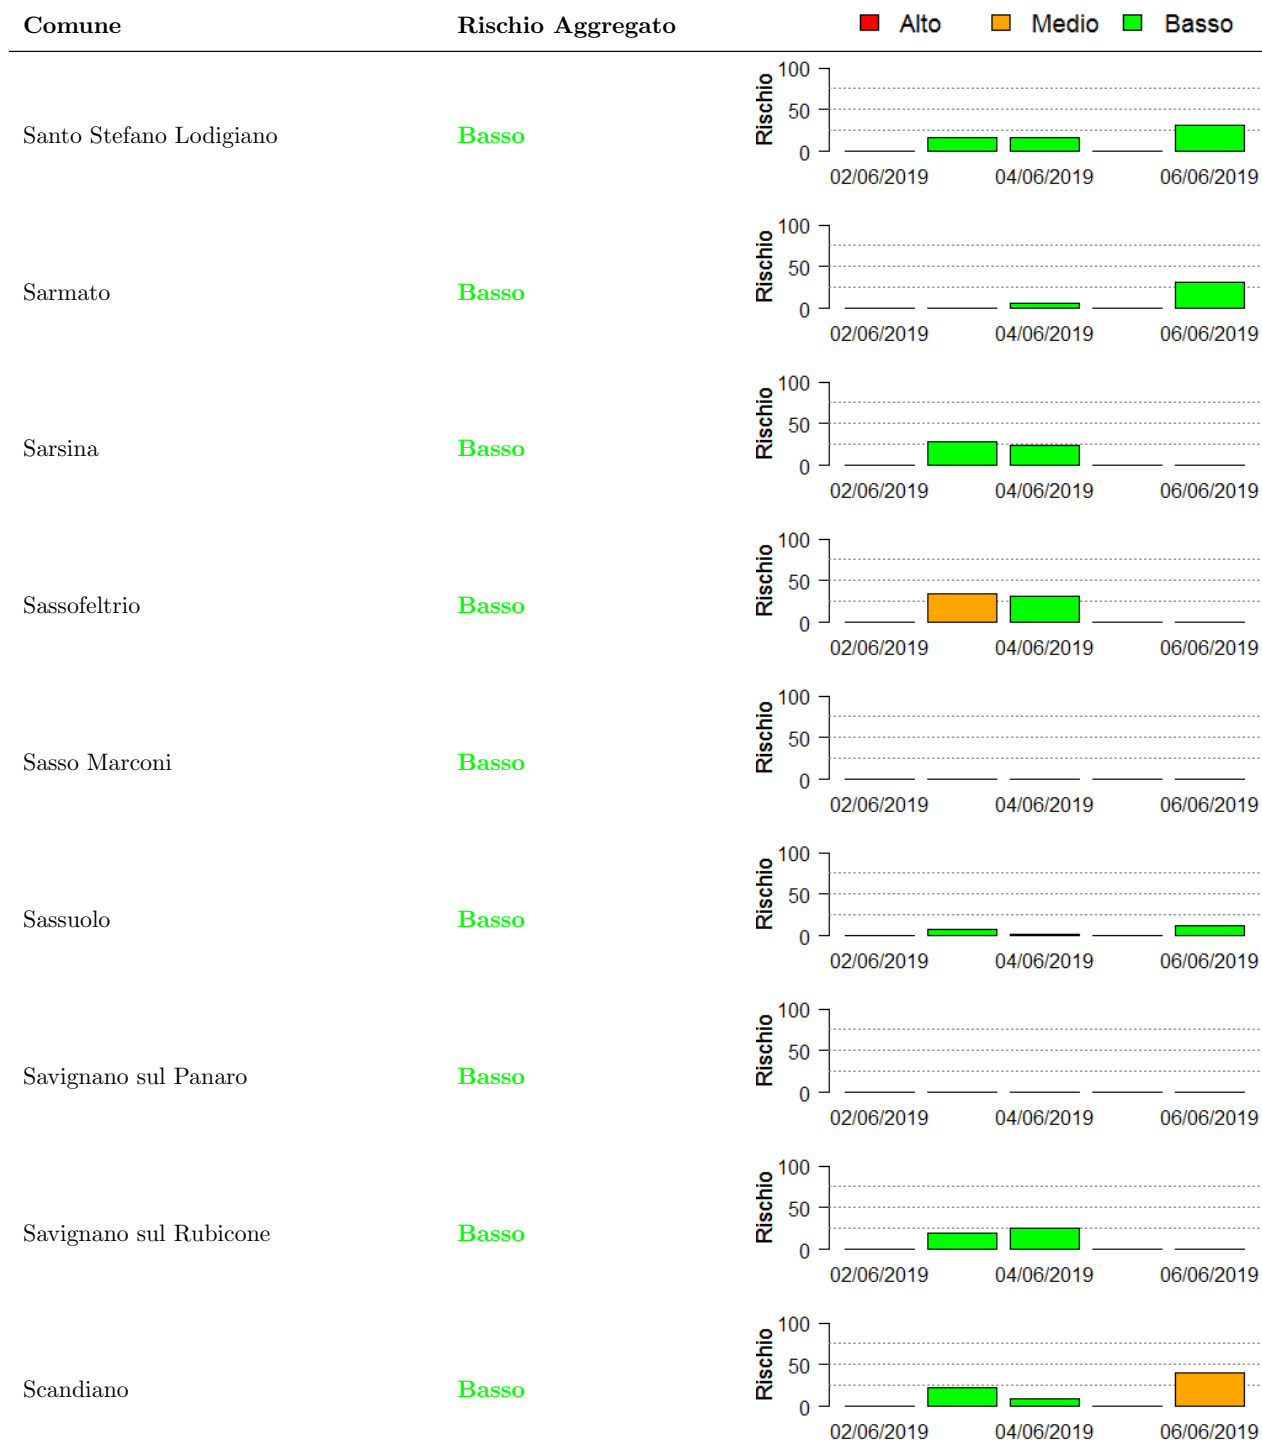 Comune Rischio Aggregato Alto Medio Basso
Santo Stefano Lodigiano Basso Rischio 100 50 0
02/06/2019 04/06/2019 06/06/2019
Sarmato Basso Rischio 100 50 0
02/06/2019 04/06/2019 06/06/2019
Sarsina Basso Rischio 100 50 0
02/06/2019 04/06/2019 06/06/2019
Sassofeltrio Basso Rischio 100 50 0
02/06/2019 04/06/2019 06/06/2019
Sasso Marconi Basso Rischio 100 50 0
02/06/2019 04/06/2019 06/06/2019
Sassuolo Basso Rischio 100 50 0
02/06/2019 04/06/2019 06/06/2019
Savignano sul Panaro Basso Rischio 100 50 0
02/06/2019 04/06/2019 06/06/2019
Savignano sul Rubicone Basso Rischio 100 50 0
02/06/2019 04/06/2019 06/06/2019
Scandiano Basso Rischio 100 50 0
02/06/2019 04/06/2019 06/06/2019